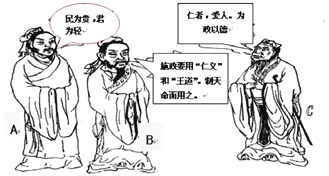 民为贵，君
为轻
仁者，爱人。为
政以德
施政要用“仁义”
和“王道”。制天
命而用之。
A
B
C